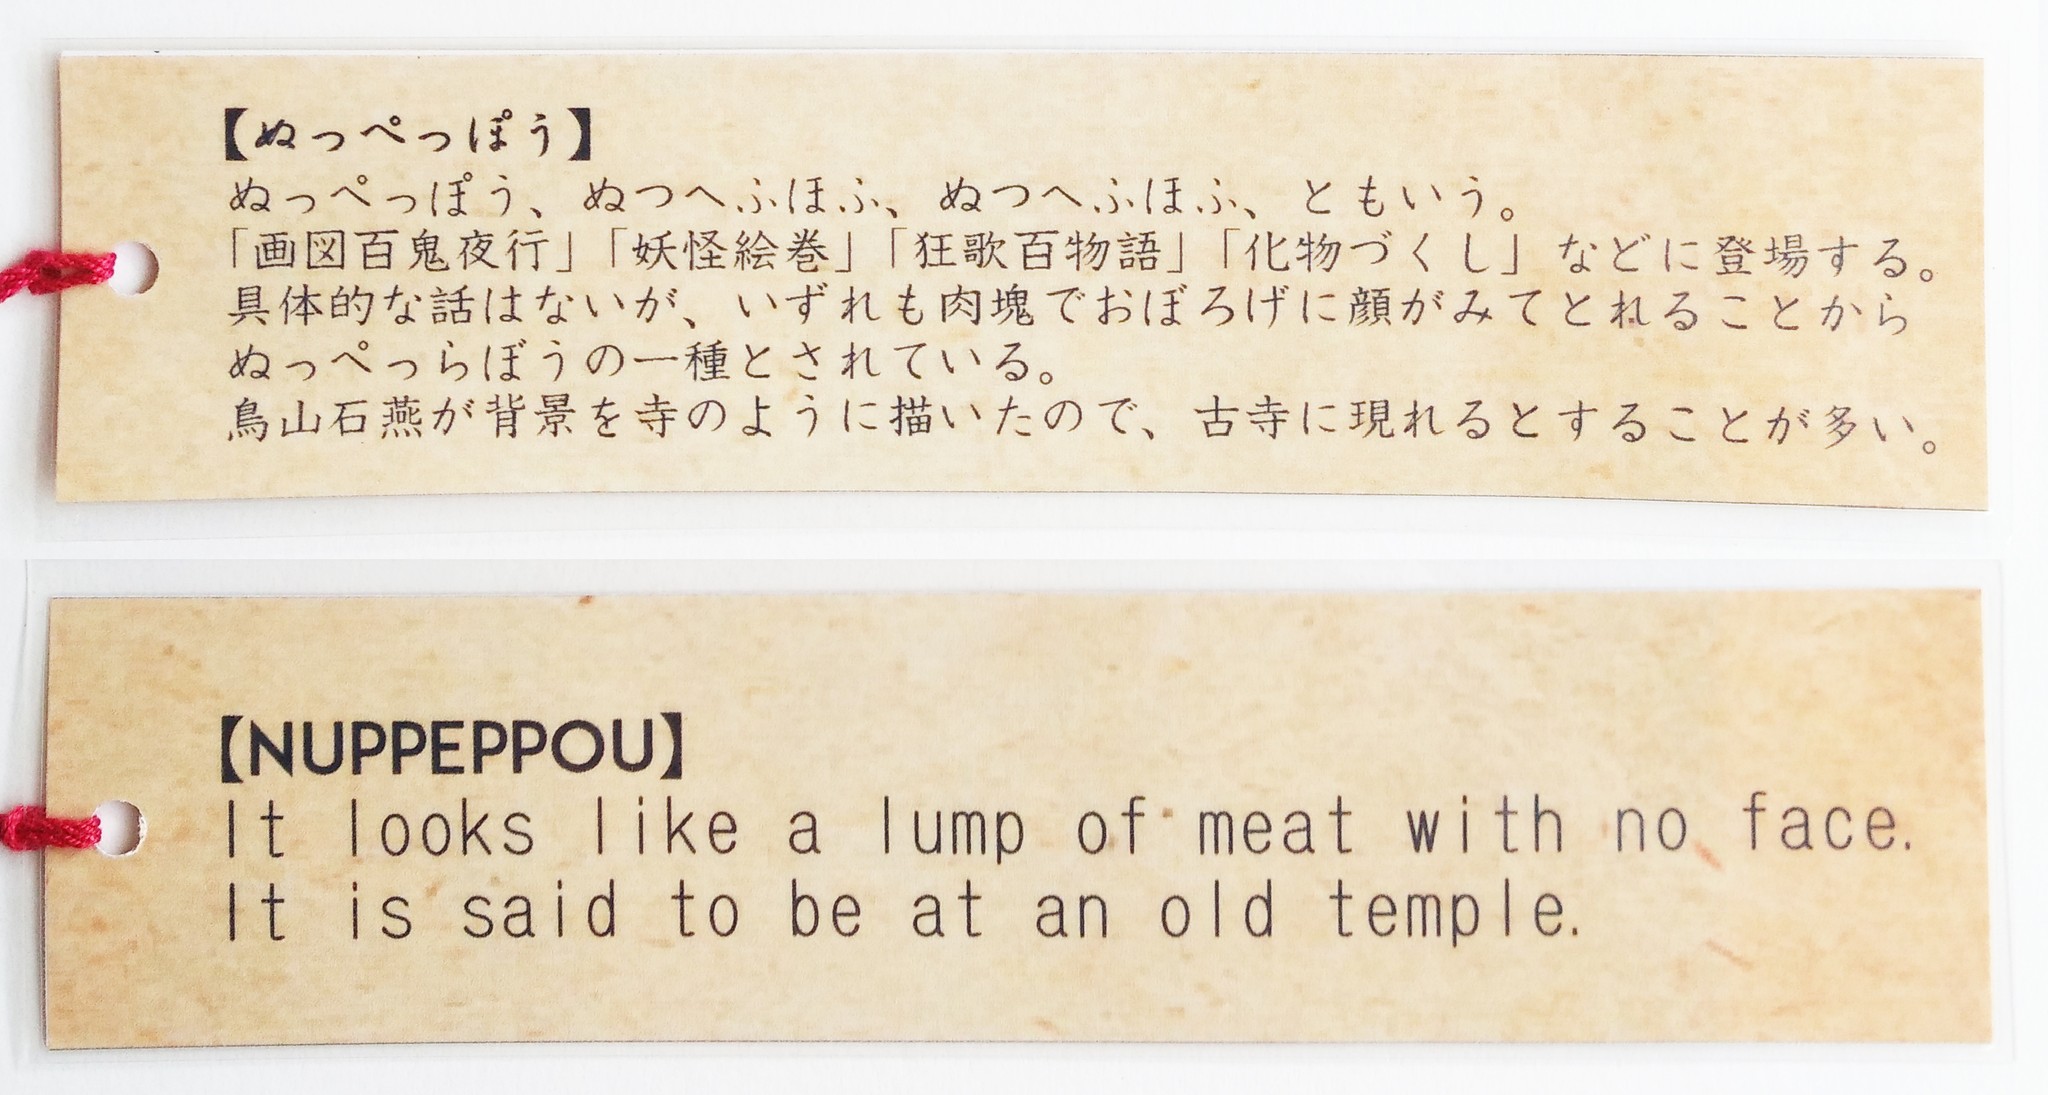 【ぬっぺっぽう】
ぬっぺっぽう、ぬつへふほふ、ぬつへふほふ、ともいう。
「画図百鬼夜行」「妖怪絵巻」「狂歌百物語」「化物づくし」などに登場する。
具体的な話はないが、いずれも肉塊でおぼろげに顔がみてとれることから
ぬっぺっらぼうの一種とされている。
鳥山石燕が背景を寺のように描いたので、古寺に現れるとすることが多い。
【NUPPEPPOU】
It looks like a lump of meat with no face.
It is said to be at an old temple.